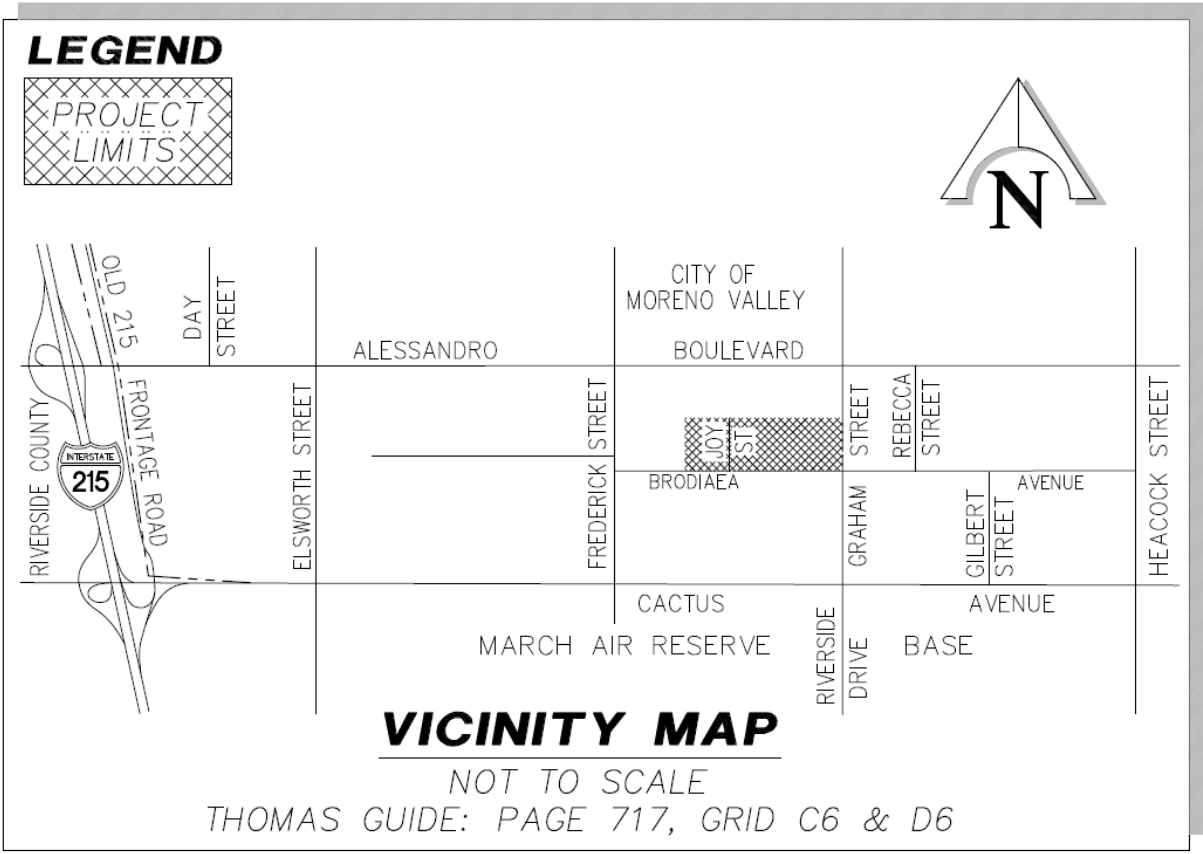 LEGEND
PROJECT
LIMITS
N
OLD 215 FRONTAGE ROAD
DAY
STREET
CITY OF
MORENO VALLEY
ALESSANDRO BOULEVARD
RIVERSIDE COUNTY
INTERSTATE
215
ELSWORTH STREET
FREDERICK STREET
JOY
ST
GRAHAM STREET
REBECCA
STREET
HEACOCK STREET
BRODIAEA AVENUE
GILBERT
STREET
CACTUS AVENUE
MARCH AIR RESERVE BASE
RIVERSIDE
DRIVE
VICINITY MAP
NOT TO SCALE
THOMAS GUIDE: PAGE 717, GRID C6 & D6